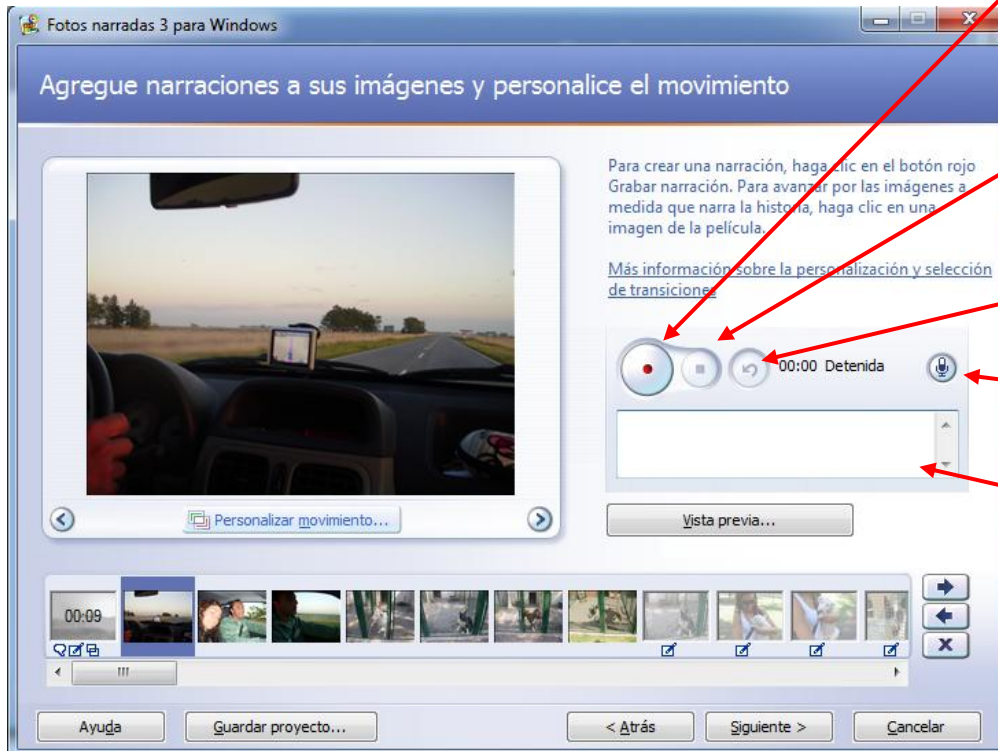 Fotos narradas 3 para Windows
Agregue narraciones a sus imágenes y personalice el movimiento
Para crear una narración, haga clic en el botón rojo
Grabar narración. Para avanzar por las imágenes a
medida que narra la historia, haga clic en una
imagen de la película.
Más información sobre la personalización y selección
de transiciones
00:00 Detenida
Personalizar movimiento...
Vista previa...
00:09
Ayuda
Guardar proyecto...
< Atrás
Siguiente >
Cancelar